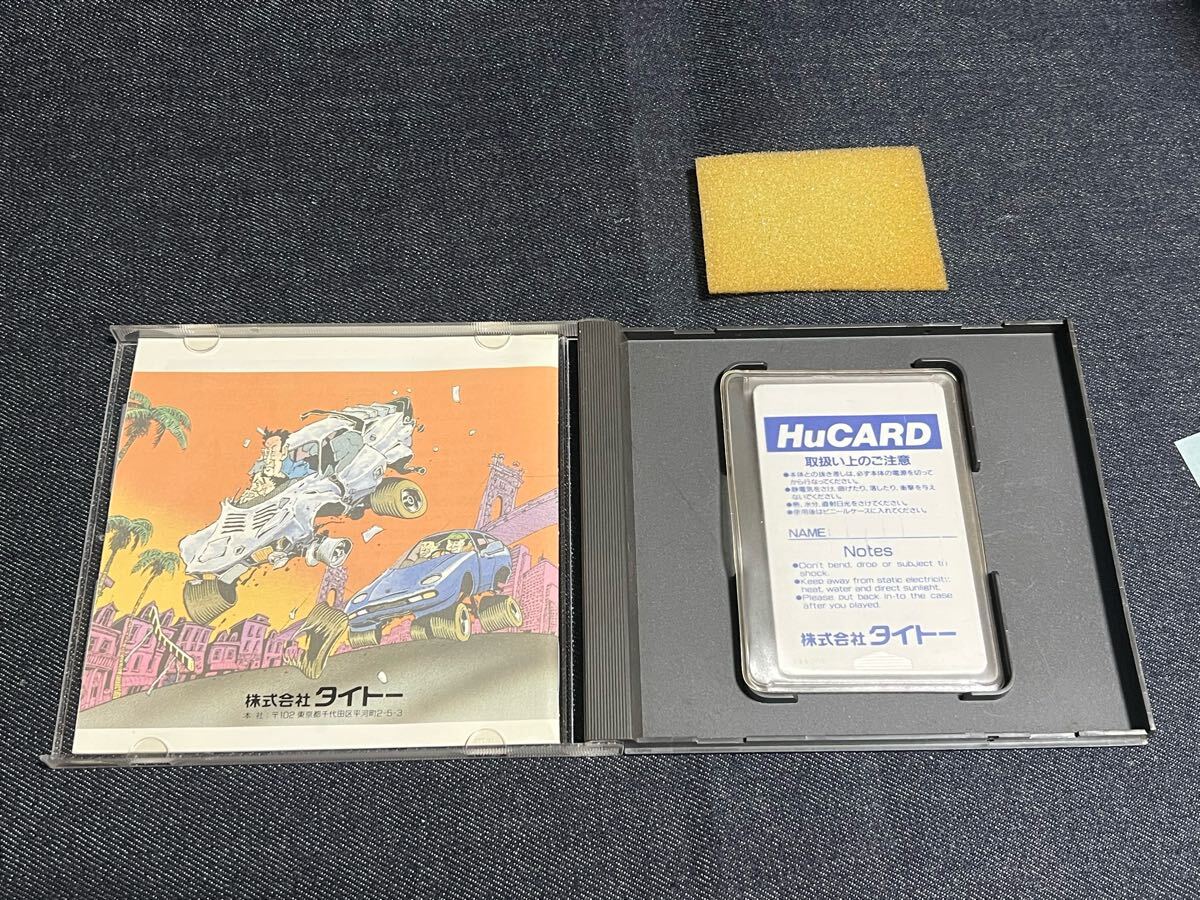 株式会社タイトー
本 社：〒102 東京都千代田区平河町2-5-3
HuCARD
取扱い上のご注意
●本体との抜き差しは、必ず本体の電源を切って
から行なってください。
●静電気をさけ、曲げたり、落したり、衝撃を与え
ないでください。
●熱、水分、直射日光をさけてください。
●使用後はビニールケースに入れてください。
NAME
Notes
●Don't bend, drop or subject to
shock.
●Keep away from static electricity,
heat, water and direct sunlight.
●Please put back in-to the case
after you played.
株式会社タイトー